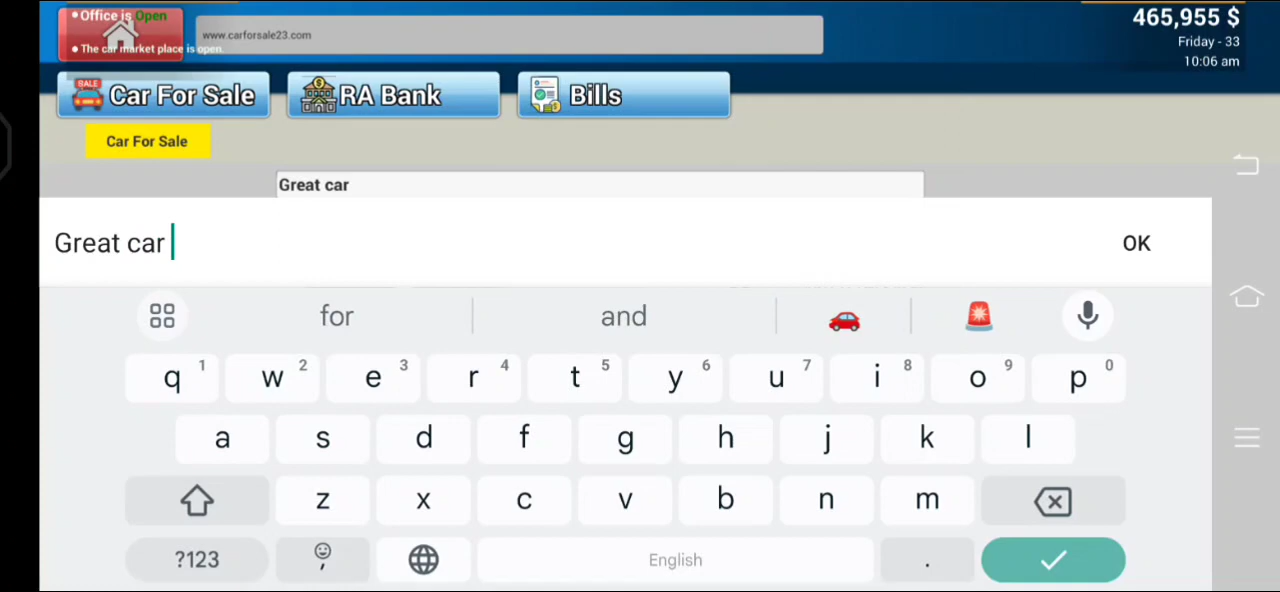 Office is Open
The car market place is open.
www.carforsale23.com
465,955 $
Friday - 33
10:06 am
SALE
Car For Sale
RA Bank
Bills
Car For Sale
Great car
Great car
OK
for and
q 1 w 2 e 3 r 4 t 5 y 6 u 7 i 8 o 9 p 0
a s d f g h j k l
z x c v b n m
?123 , English .